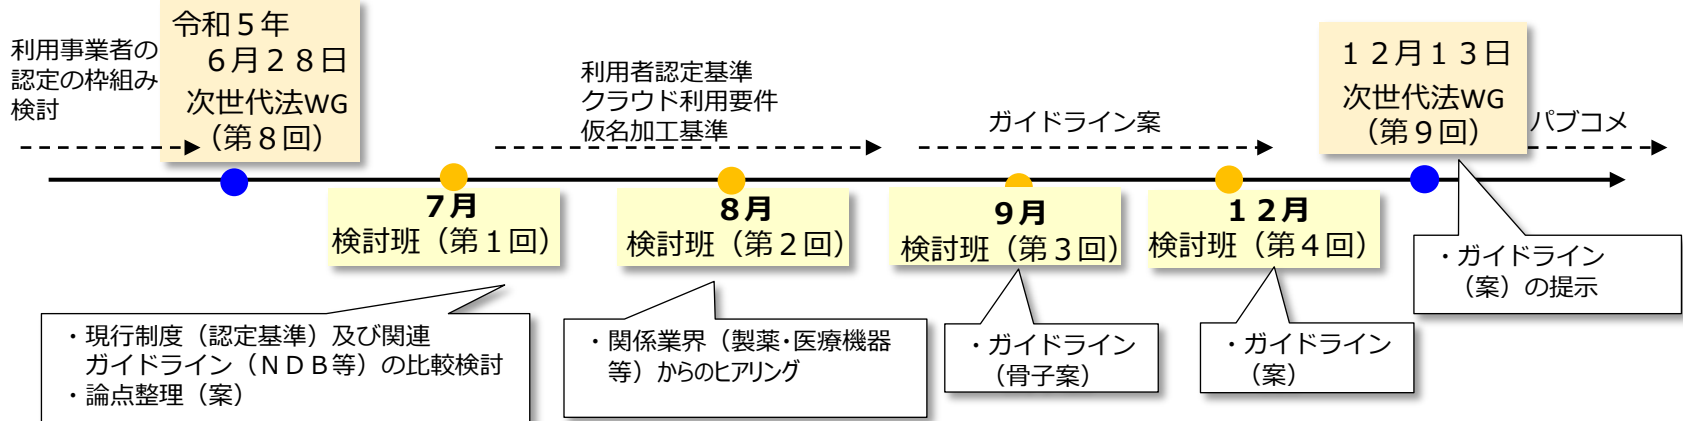 利用事業者の
認定の枠組み
検討
令和５年
６月２８日
次世代法WG
（第８回）
利用者認定基準
クラウド利用要件
仮名加工基準
ガイドライン案
１２月１３日
次世代法WG
（第９回）
パブコメ
７月
検討班（第１回）
８月
検討班（第２回）
９月
検討班（第３回）
１２月
検討班（第４回）
・ガイドライン
（案）の提示
・現行制度（認定基準）及び関連
ガイドライン（ＮＤＢ等）の比較検討
・論点整理（案）
・関係業界（製薬・医療機器
等）からのヒアリング
・ガイドライン
（骨子案）
・ガイドライン
（案）